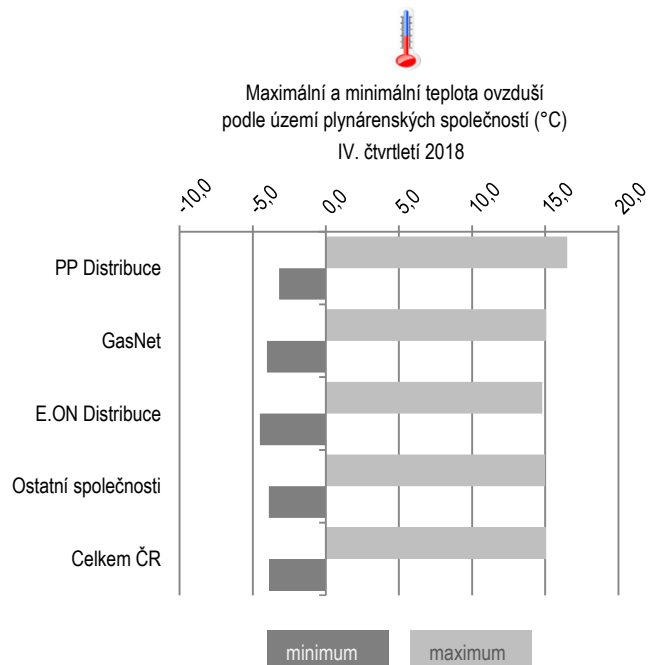 Maximální a minimální teplota ovzduší
podle území plynárenských společností (°C)
IV. čtvrtletí 2018
-10,0 -5,0 0,0 5,0 10,0 15,0 20,0
PP Distribuce
GasNet
E.ON Distribuce
Ostatní společnosti
Celkem ČR
minimum maximum